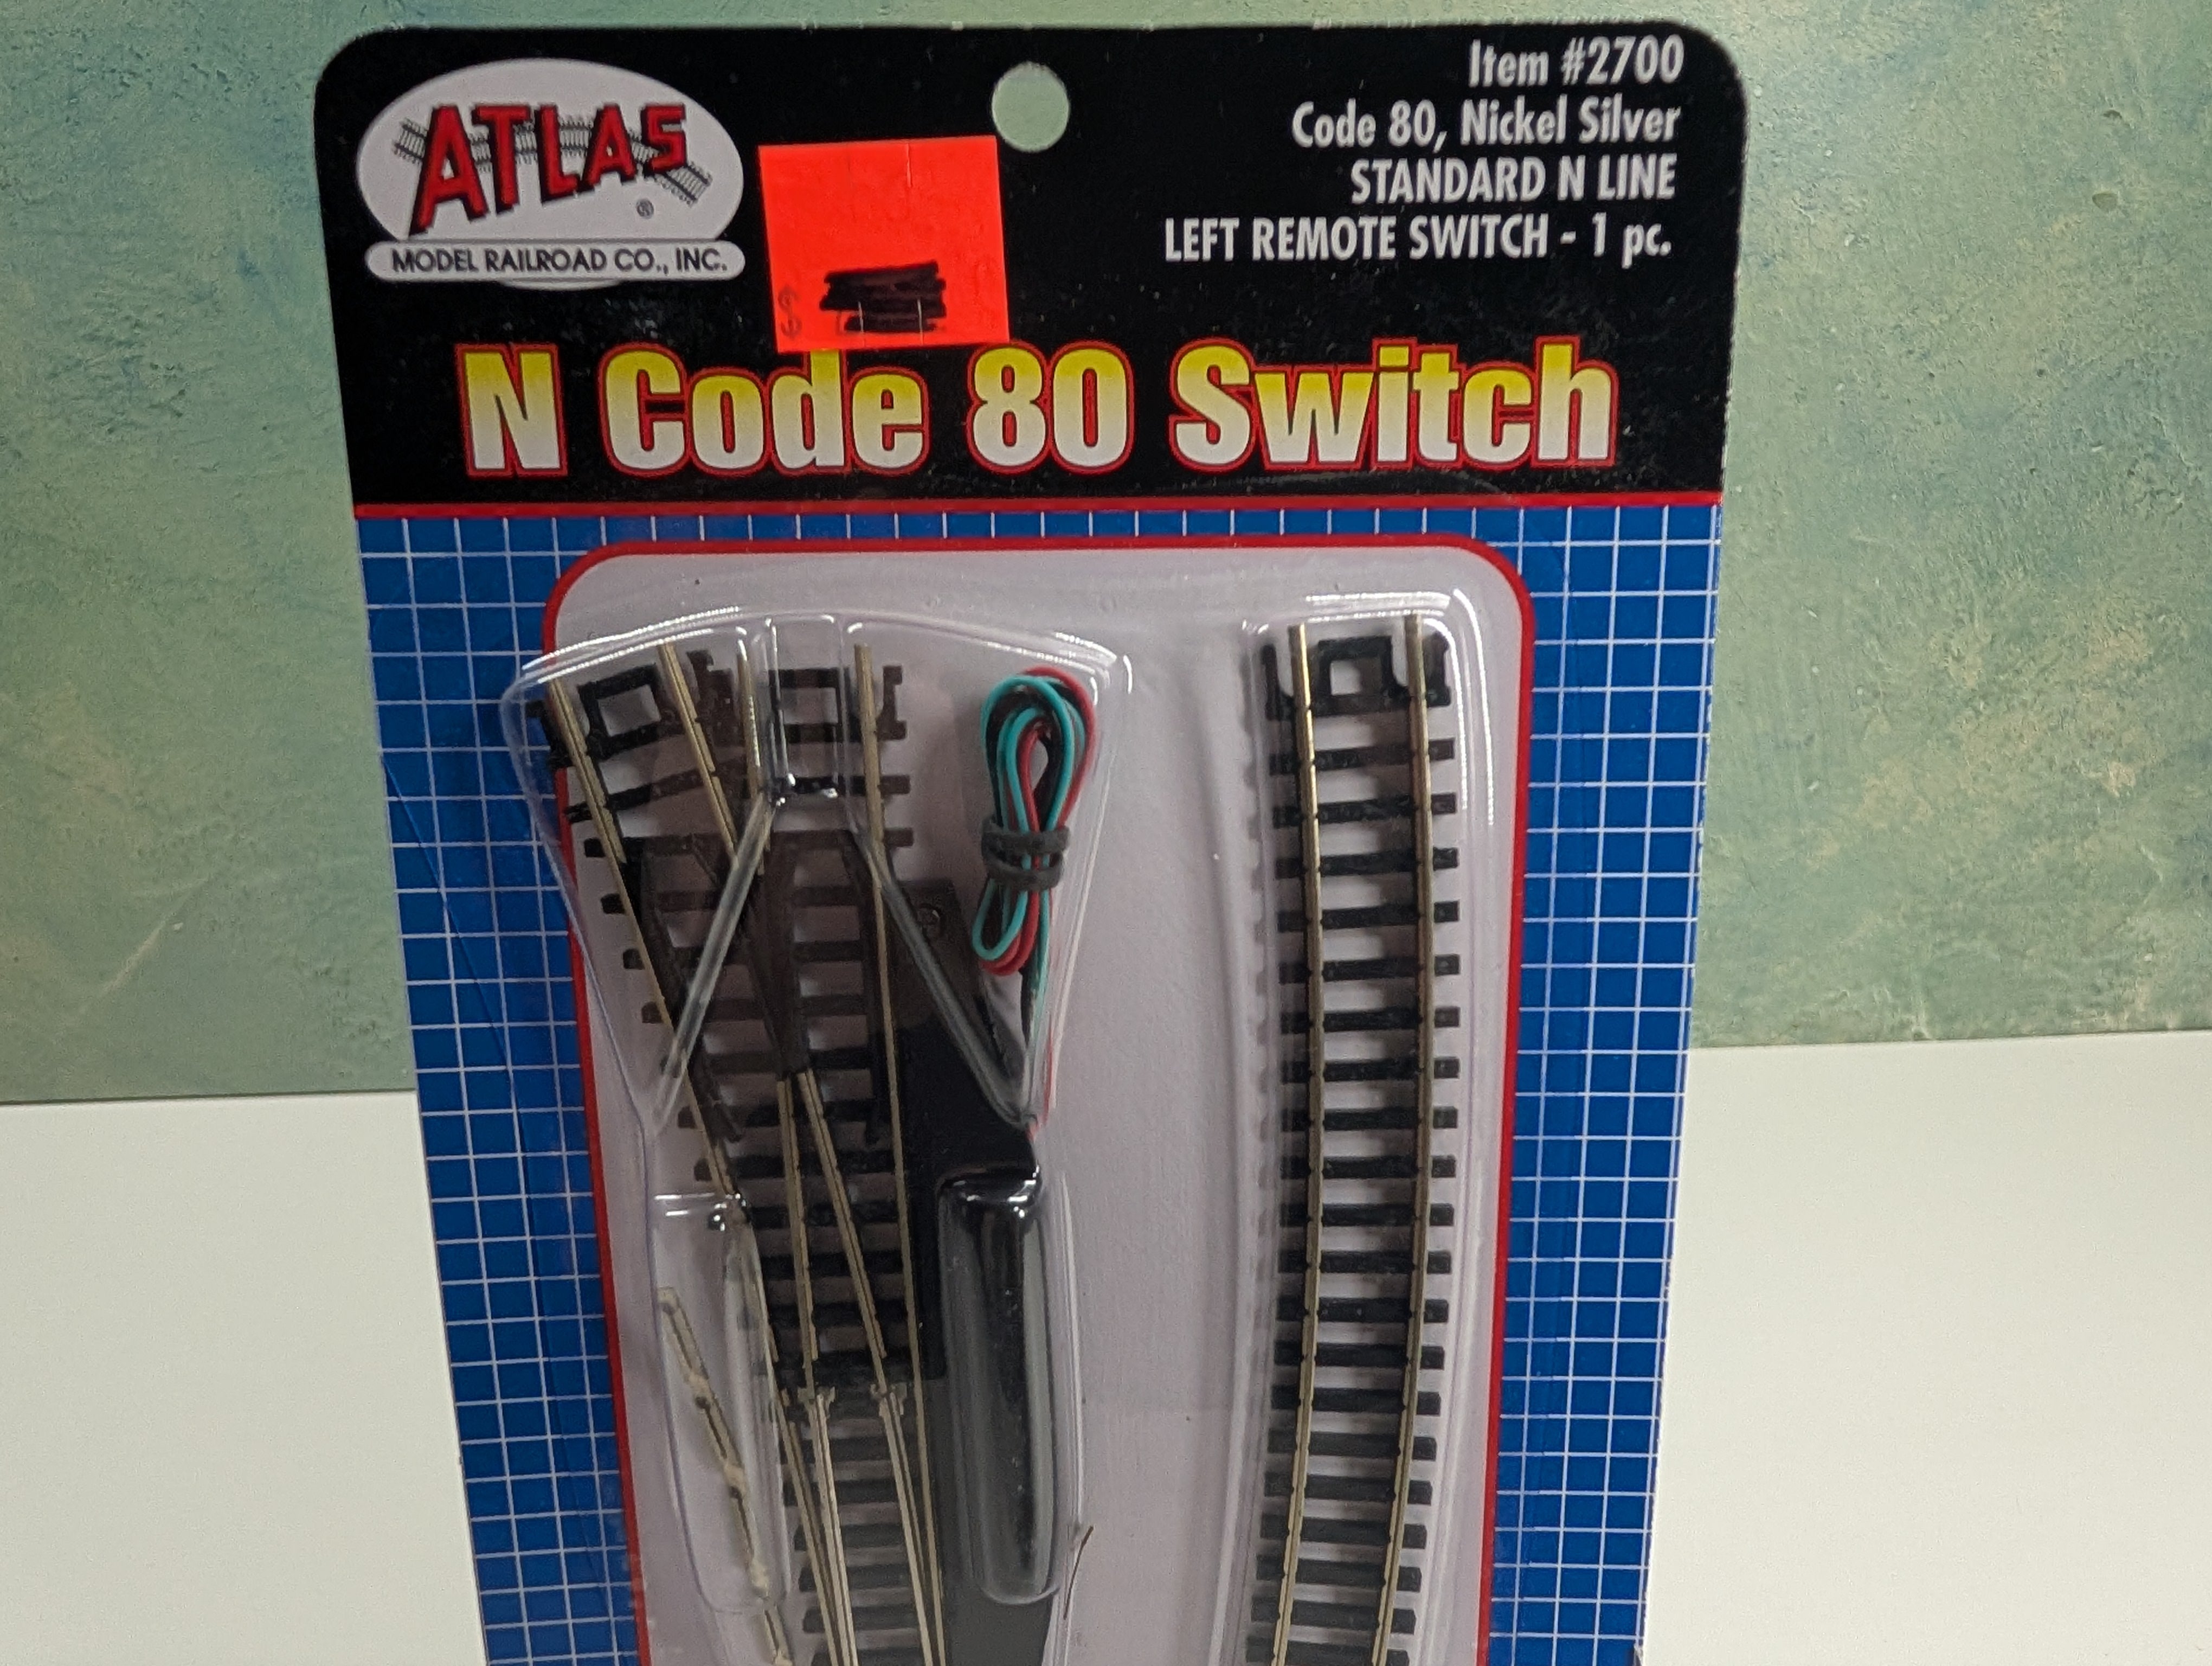 ATLAS
®
MODEL RAILROAD CO., INC.
Item #2700
Code 80, Nickel Silver
STANDARD N LINE
LEFT REMOTE SWITCH - 1 pc.
$
N Code 80 Switch